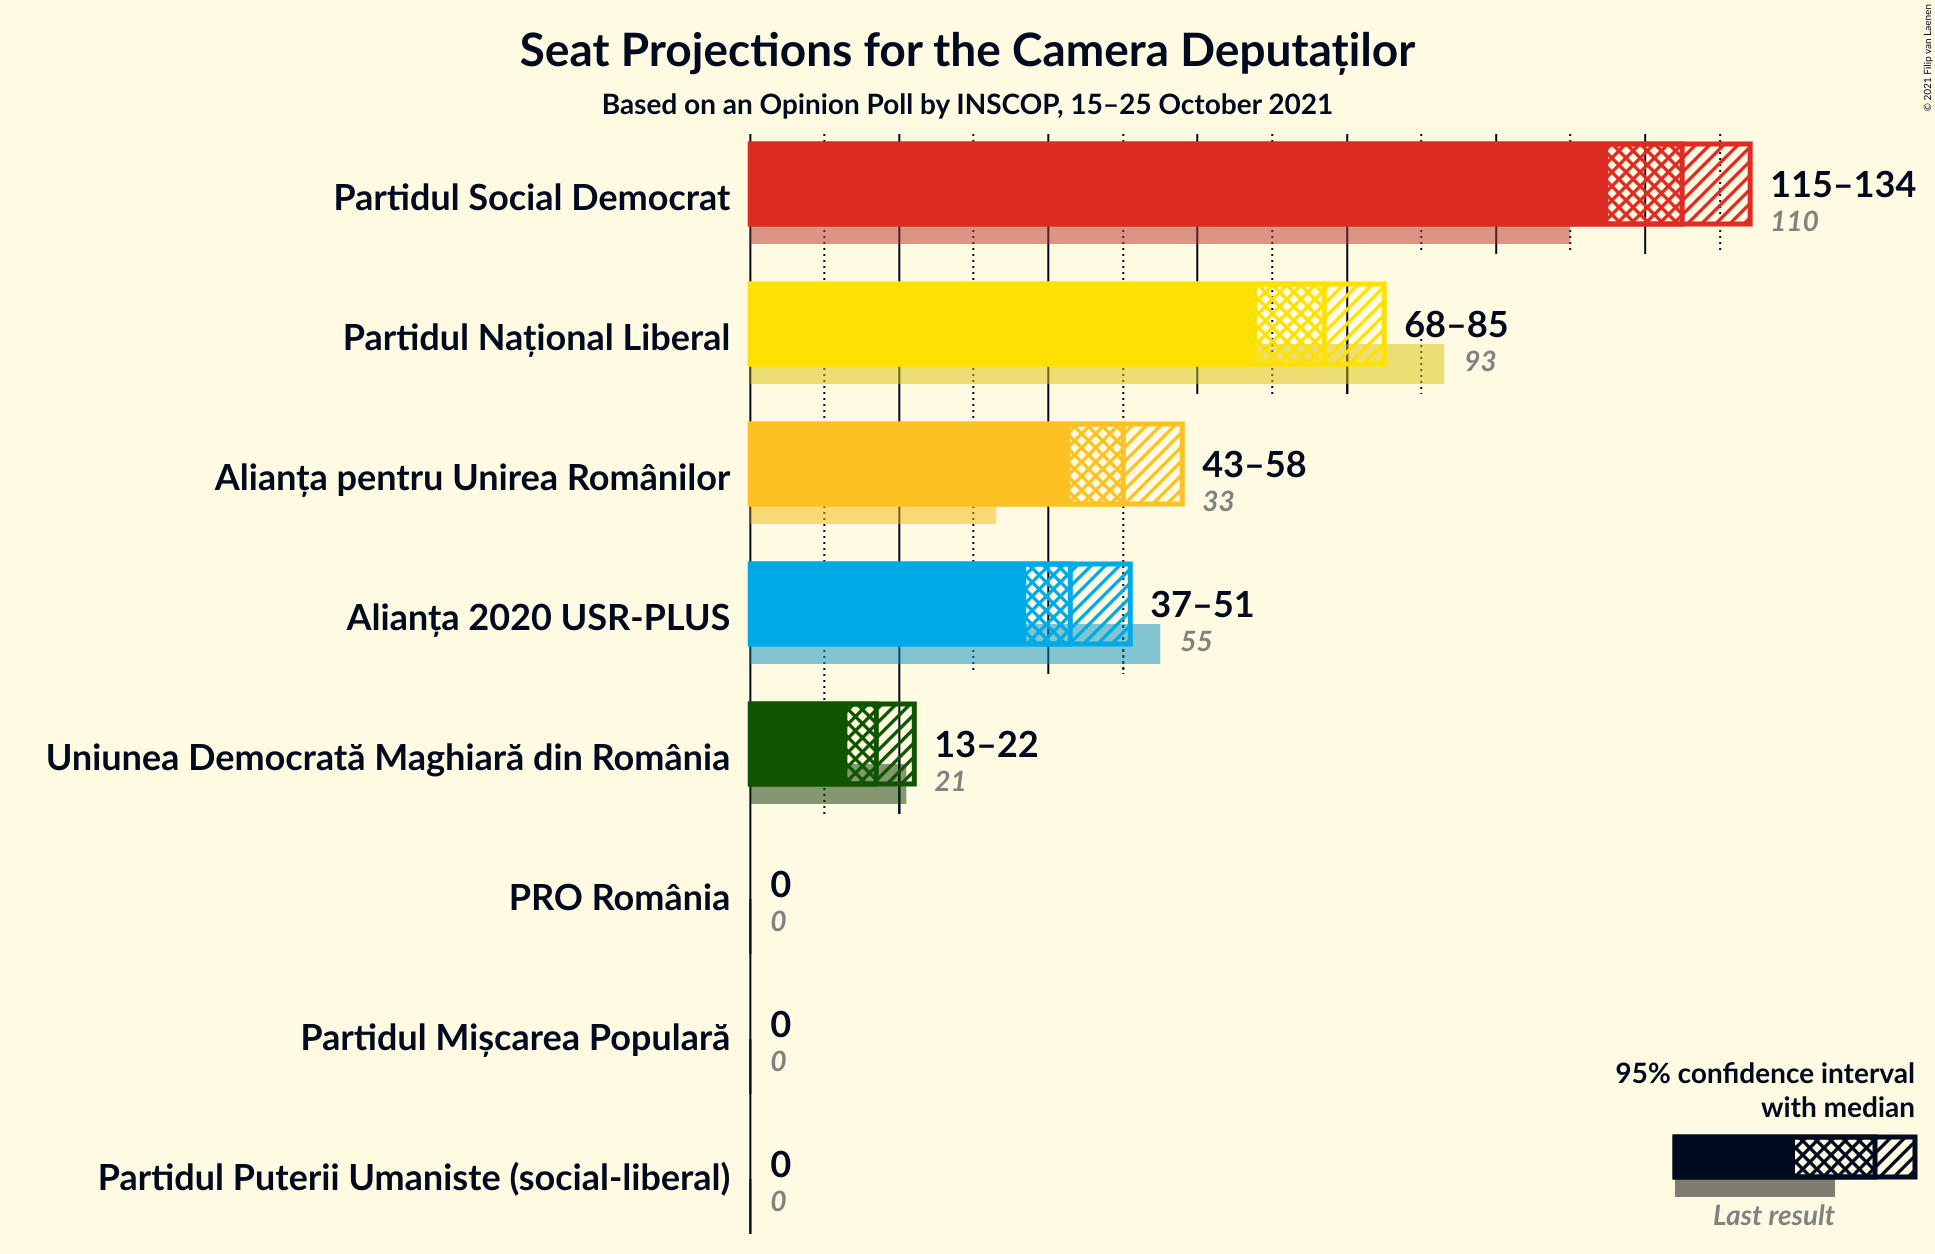 Seat Projections for the Camera Deputaților
Based on an Opinion Poll by INSCOP, 15–25 October 2021
© 2021 Filip van Laenen
Partidul Social Democrat
115–134
110
Partidul Național Liberal
68–85
93
Alianța pentru Unirea Românilor
43–58
33
Alianța 2020 USR-PLUS
37–51
55
Uniunea Democrată Maghiară din România
13–22
21
PRO România
0
0
Partidul Mișcarea Populară
0
0
Partidul Puterii Umaniste (social-liberal)
0
0
95% confidence interval
with median
Last result